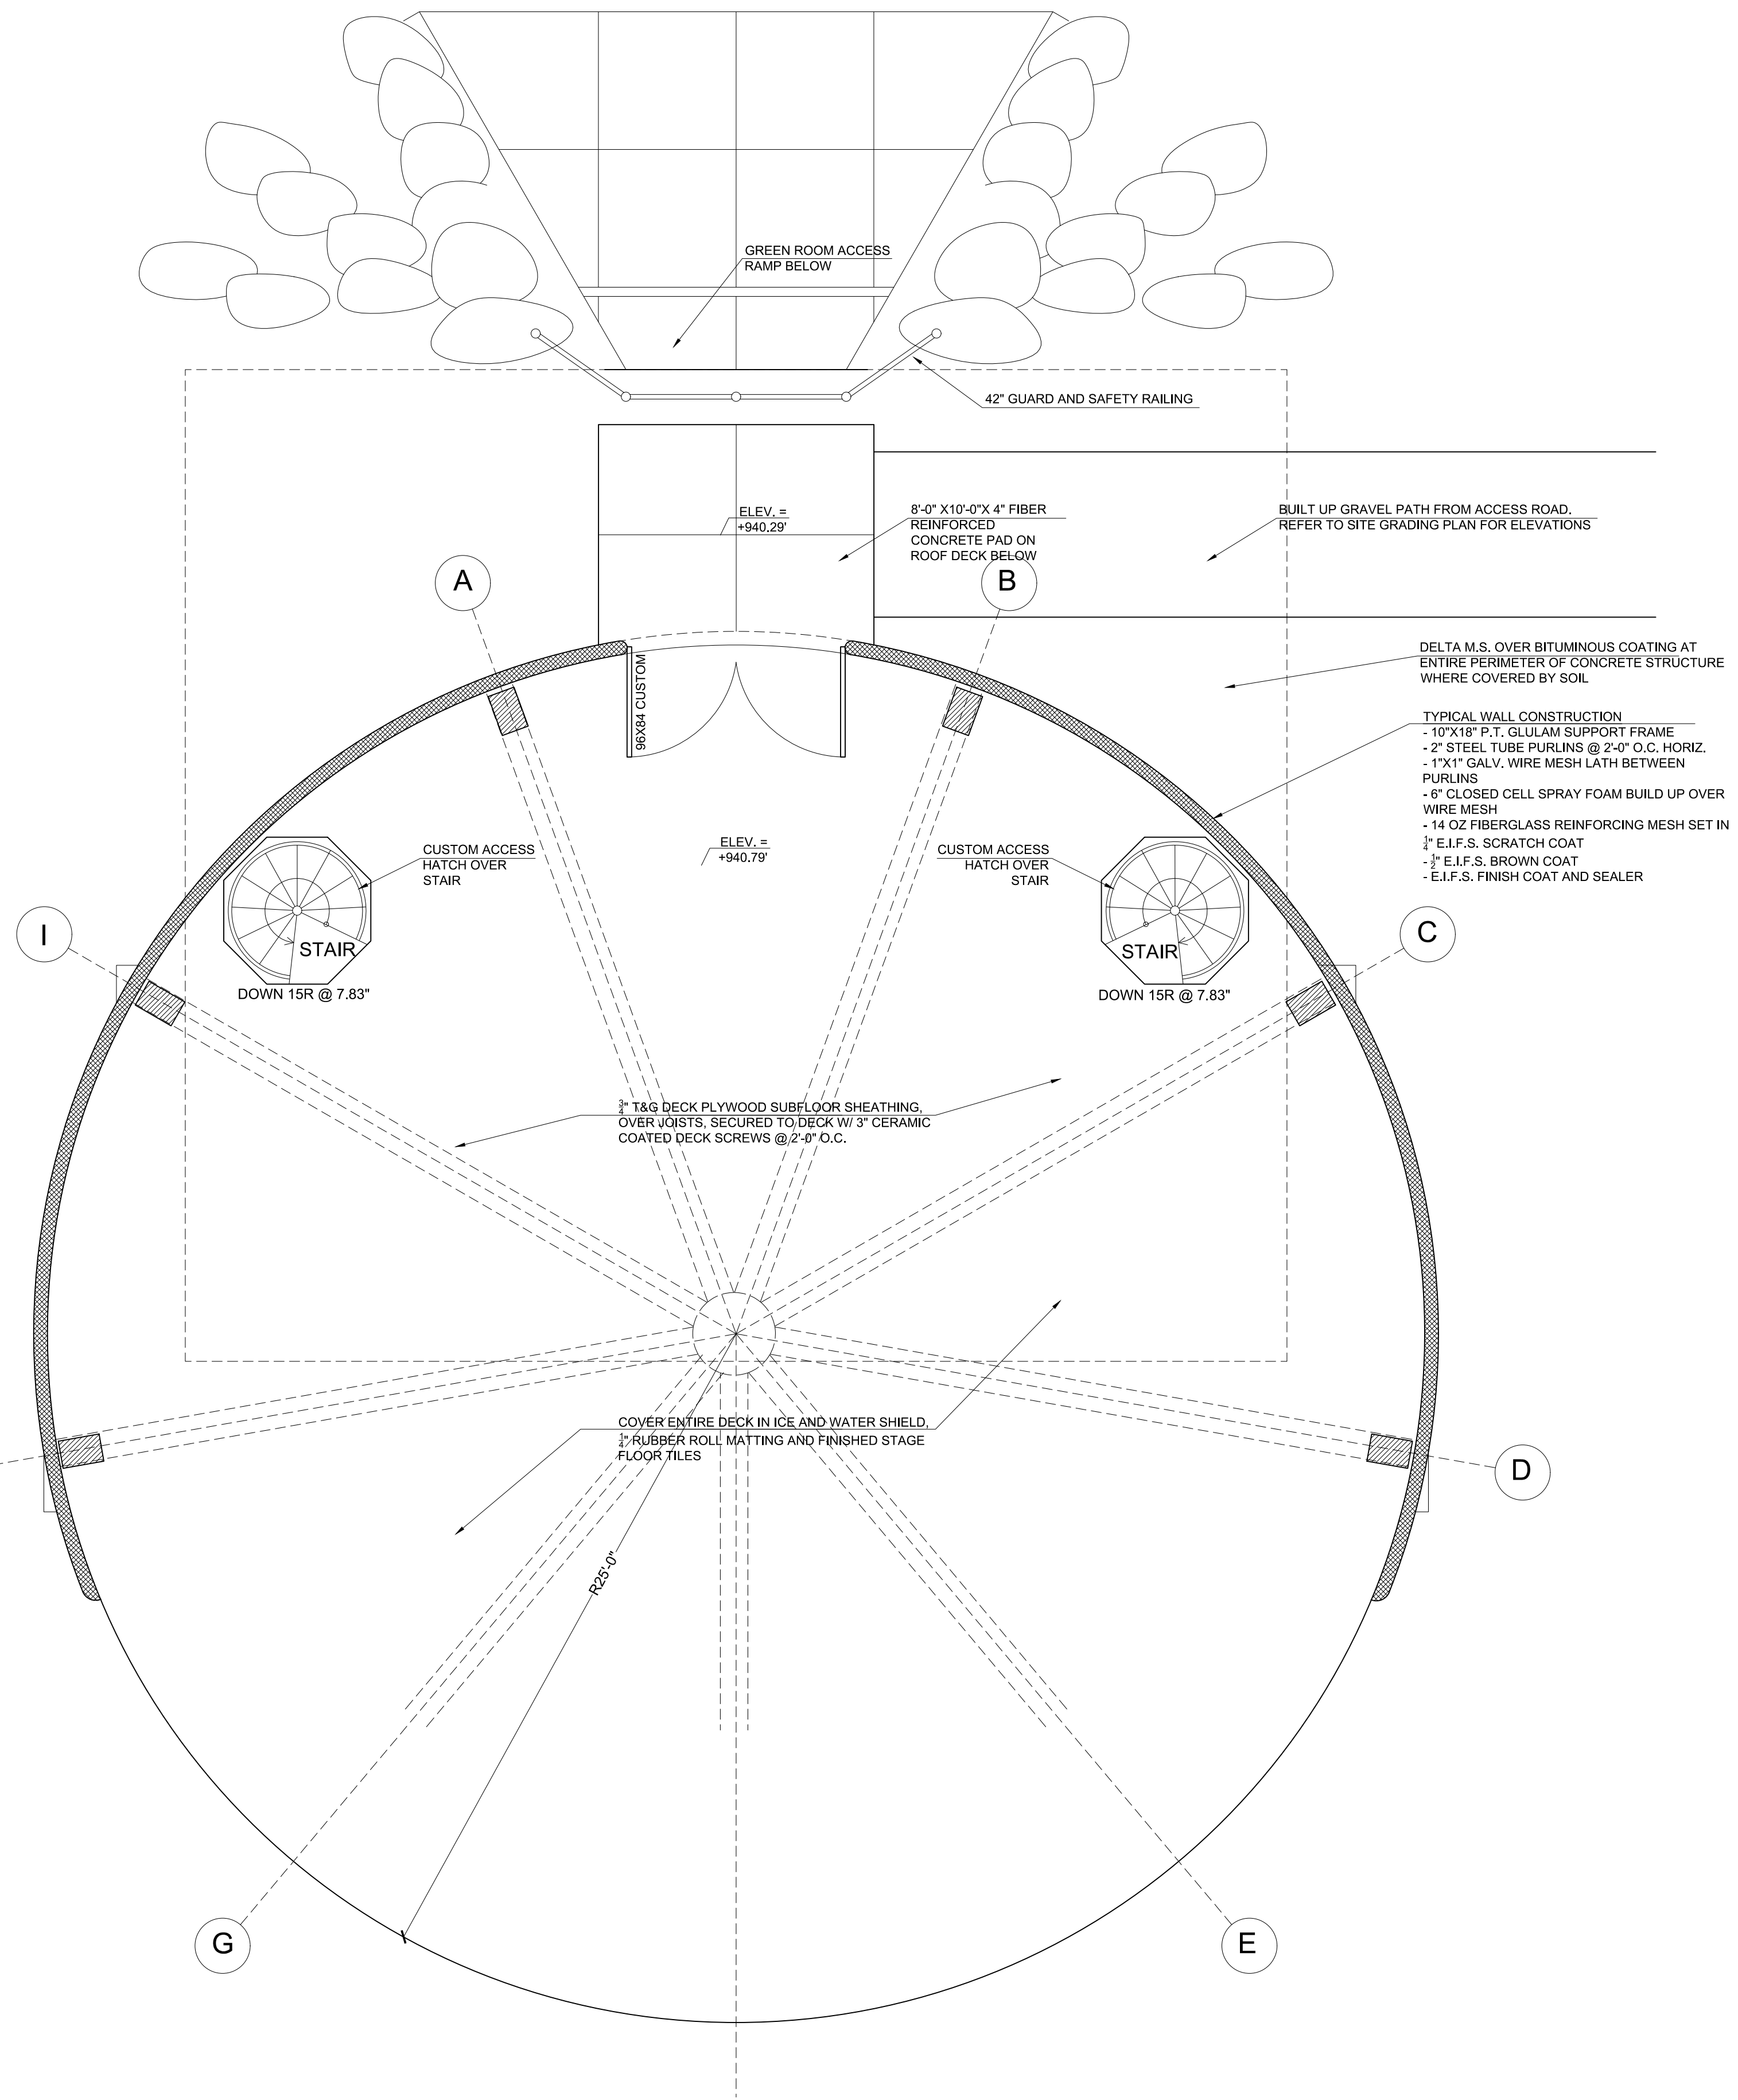 GREEN ROOM ACCESS
RAMP BELOW
42" GUARD AND SAFETY RAILING
ELEV. =
+940.29'
8'-0" X10'-0"X 4" FIBER
REINFORCED
CONCRETE PAD ON
ROOF DECK BELOW
BUILT UP GRAVEL PATH FROM ACCESS ROAD.
REFER TO SITE GRADING PLAN FOR ELEVATIONS
A
B
96X84 CUSTOM
DELTA M.S. OVER BITUMINOUS COATING AT
ENTIRE PERIMETER OF CONCRETE STRUCTURE
WHERE COVERED BY SOIL
TYPICAL WALL CONSTRUCTION
- 10"X18" P.T. GLULAM SUPPORT FRAME
- 2" STEEL TUBE PURLINS @ 2'-0" O.C. HORIZ.
- 1"X1" GALV. WIRE MESH LATH BETWEEN
PURLINS
- 6" CLOSED CELL SPRAY FOAM BUILD UP OVER
WIRE MESH
- 14 OZ FIBERGLASS REINFORCING MESH SET IN
1/4" E.I.F.S. SCRATCH COAT
- 1/2" E.I.F.S. BROWN COAT
- E.I.F.S. FINISH COAT AND SEALER
CUSTOM ACCESS
HATCH OVER
STAIR
ELEV. =
+940.79'
CUSTOM ACCESS
HATCH OVER
STAIR
I
STAIR
DOWN 15R @ 7.83"
STAIR
DOWN 15R @ 7.83"
C
3/4" T&G DECK PLYWOOD SUBFLOOR SHEATHING,
OVER JOISTS, SECURED TO DECK W/ 3" CERAMIC
COATED DECK SCREWS @ 2'-0" O.C.
COVER ENTIRE DECK IN ICE AND WATER SHIELD,
1/4" RUBBER ROLL MATTING AND FINISHED STAGE
FLOOR TILES
D
R25'-0"
G
E